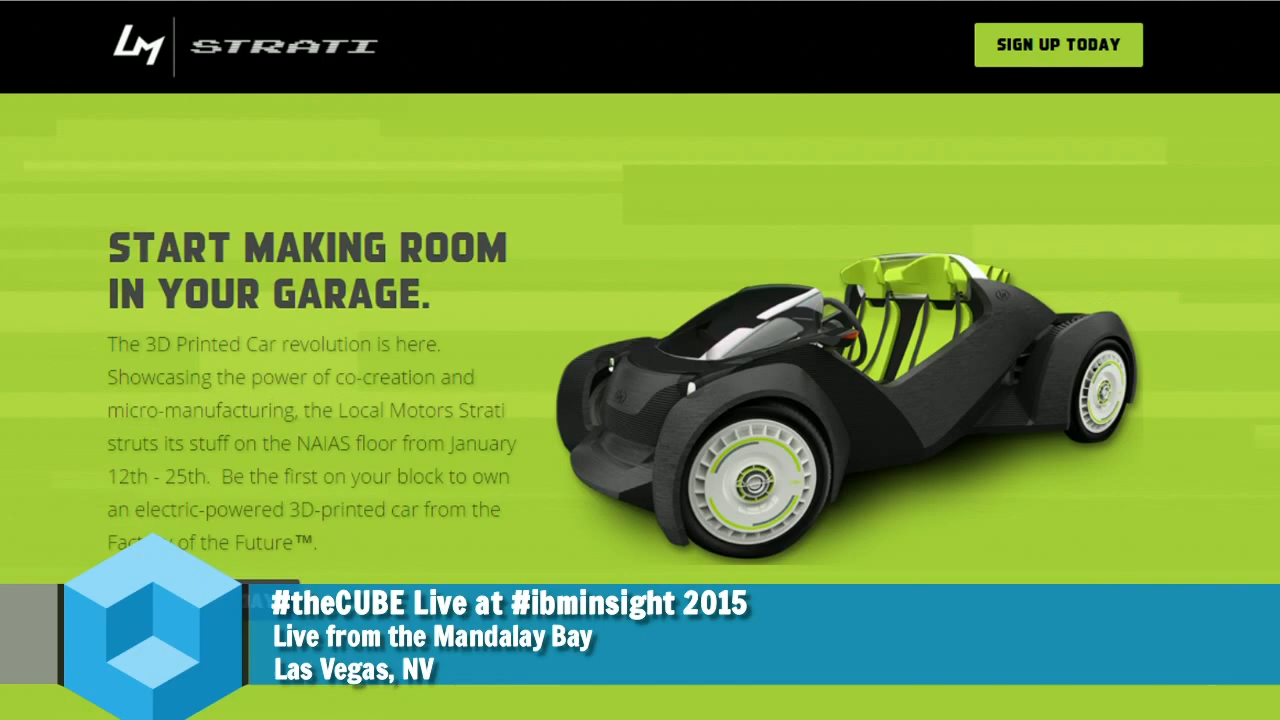 LM STRATI
SIGN UP TODAY
START MAKING ROOM
IN YOUR GARAGE.
The 3D Printed Car revolution is here.
Showcasing the power of co-creation and
micro-manufacturing, the Local Motors Strati
struts its stuff on the NAIAS floor from January
12th - 25th. Be the first on your block to own
an electric-powered 3D-printed car from the
of the Future™.
#theCUBE Live at #ibminsight 2015
Live from the Mandalay Bay
Las Vegas, NV